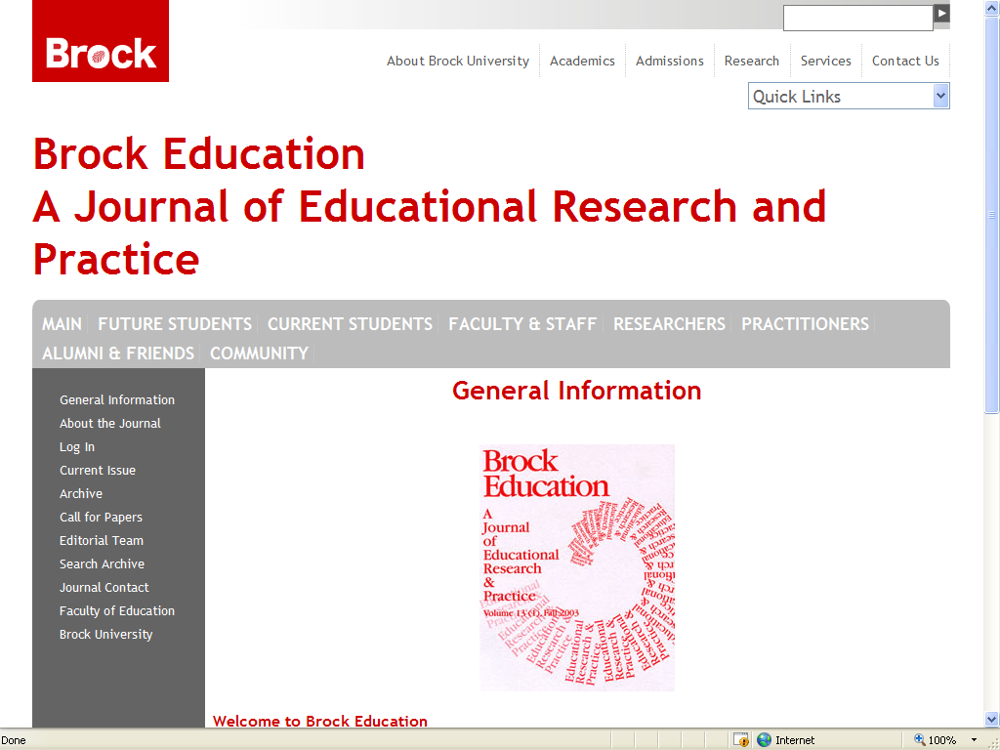 Brock
About Brock University Academics Admissions Research Services Contact Us
Quick Links
Brock Education
A Journal of Educational Research and
Practice
MAIN FUTURE STUDENTS CURRENT STUDENTS FACULTY & STAFF RESEARCHERS PRACTITIONERS
ALUMNI & FRIENDS COMMUNITY
General Information
About the Journal
Log In
Current Issue
Archive
Call for Papers
Editorial Team
Search Archive
Journal Contact
Faculty of Education
Brock University
General Information
Brock
Education
A
Journal
of
Educational
Research
&
Practice
Volume 13 (1), Fall 2003
Welcome to Brock Education
Done
Internet
100%